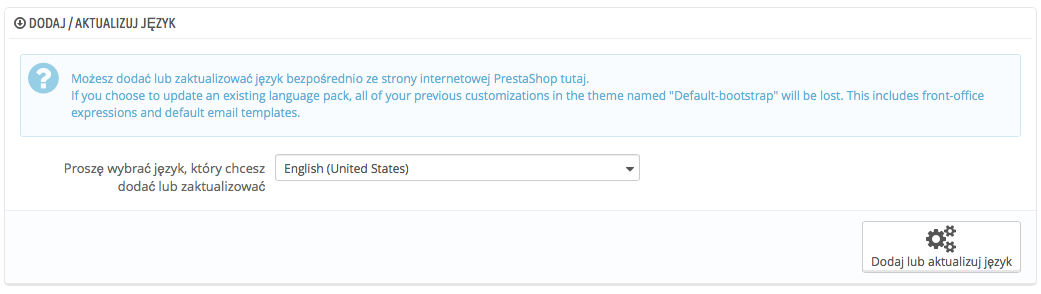 DODAJ / AKTUALIZUJ JĘZYK
Możesz dodać lub zaktualizować język bezpośrednio ze strony internetowej PrestaShop tutaj.
If you choose to update an existing language pack, all of your previous customizations in the theme named "Default-bootstrap" will be lost. This includes front-office
expressions and default email templates.
Proszę wybrać język, który chcesz
dodać lub zaktualizować
English (United States)
Dodaj lub aktualizuj język